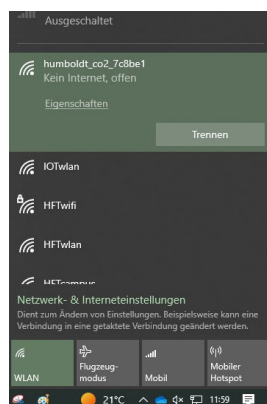 Ausgeschaltet
humboldt_co2_7c8be1
Kein Internet, offen
Eigenschaften
Trennen
IOTwlan
HFTwifi
HFTwlan
HFTcampus
Netzwerk- & Interneteinstellungen
Dient zum Ändern von Einstellungen. Beispielsweise kann eine
Verbindung in eine getaktete Verbindung geändert werden.
WLAN
Flugzeug-
modus
Mobil
Mobiler
Hotspot
21°C
11:59